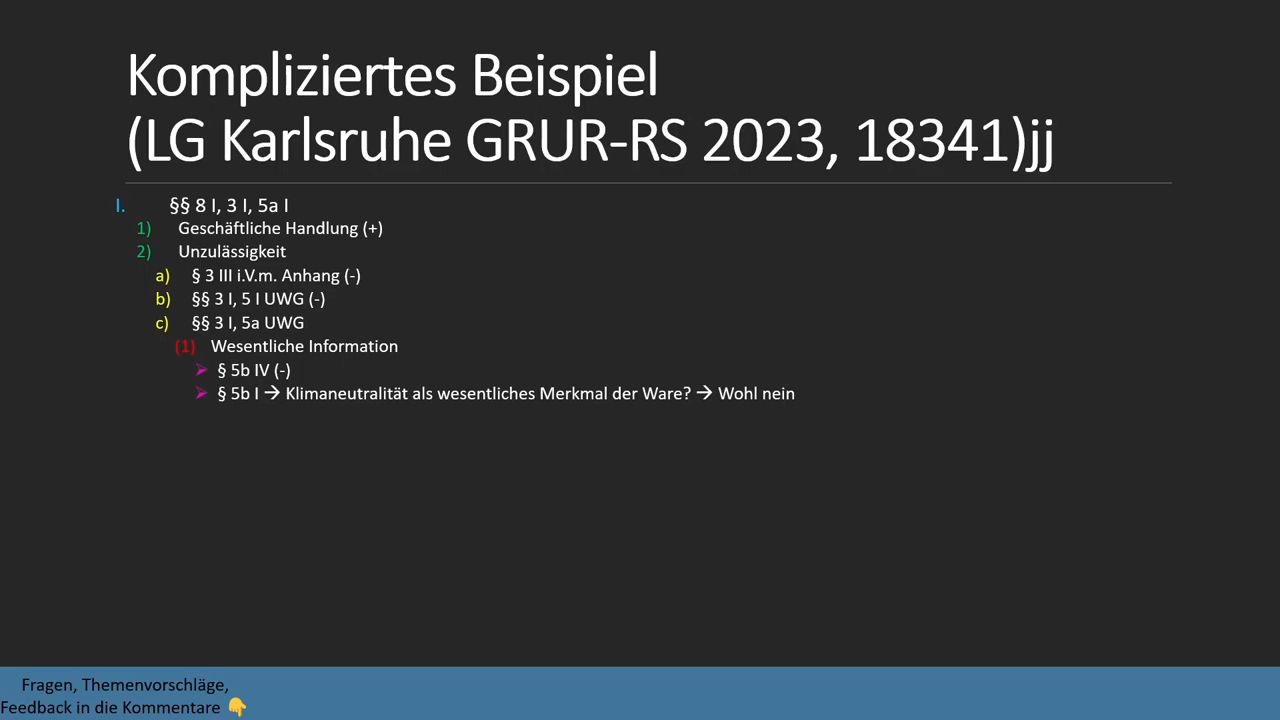 Kompliziertes Beispiel
(LG Karlsruhe GRUR-RS 2023, 18341)jj
I. §§ 8 I, 3 I, 5a I
1) Geschäftliche Handlung (+)
2) Unzulässigkeit
a) § 3 III i.V.m. Anhang (-)
b) §§ 3 I, 5 I UWG (-)
c) §§ 3 I, 5a UWG
(1) Wesentliche Information
➢ § 5b IV (-)
➢ § 5b I → Klimaneutralität als wesentliches Merkmal der Ware? → Wohl nein
Fragen, Themenvorschläge,
Feedback in die Kommentare 👇